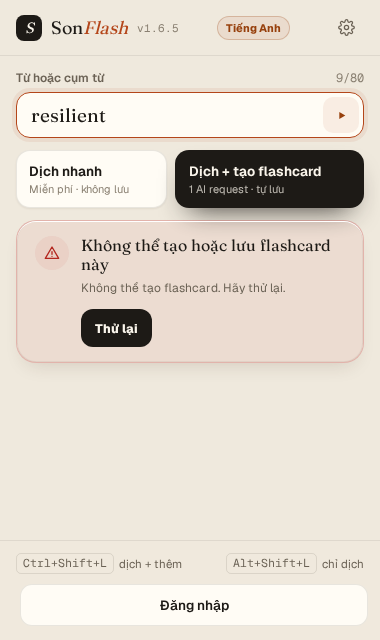 S SonFlash v1.6.5 Tiếng Anh
Từ hoặc cụm từ 9/80
resilient
Dịch nhanh
Miễn phí · không lưu
Dịch + tạo flashcard
1 AI request · tự lưu
Không thể tạo hoặc lưu flashcard
này
Không thể tạo flashcard. Hãy thử lại.
Thử lại
Ctrl+Shift+L dịch + thêm Alt+Shift+L chỉ dịch
Đăng nhập